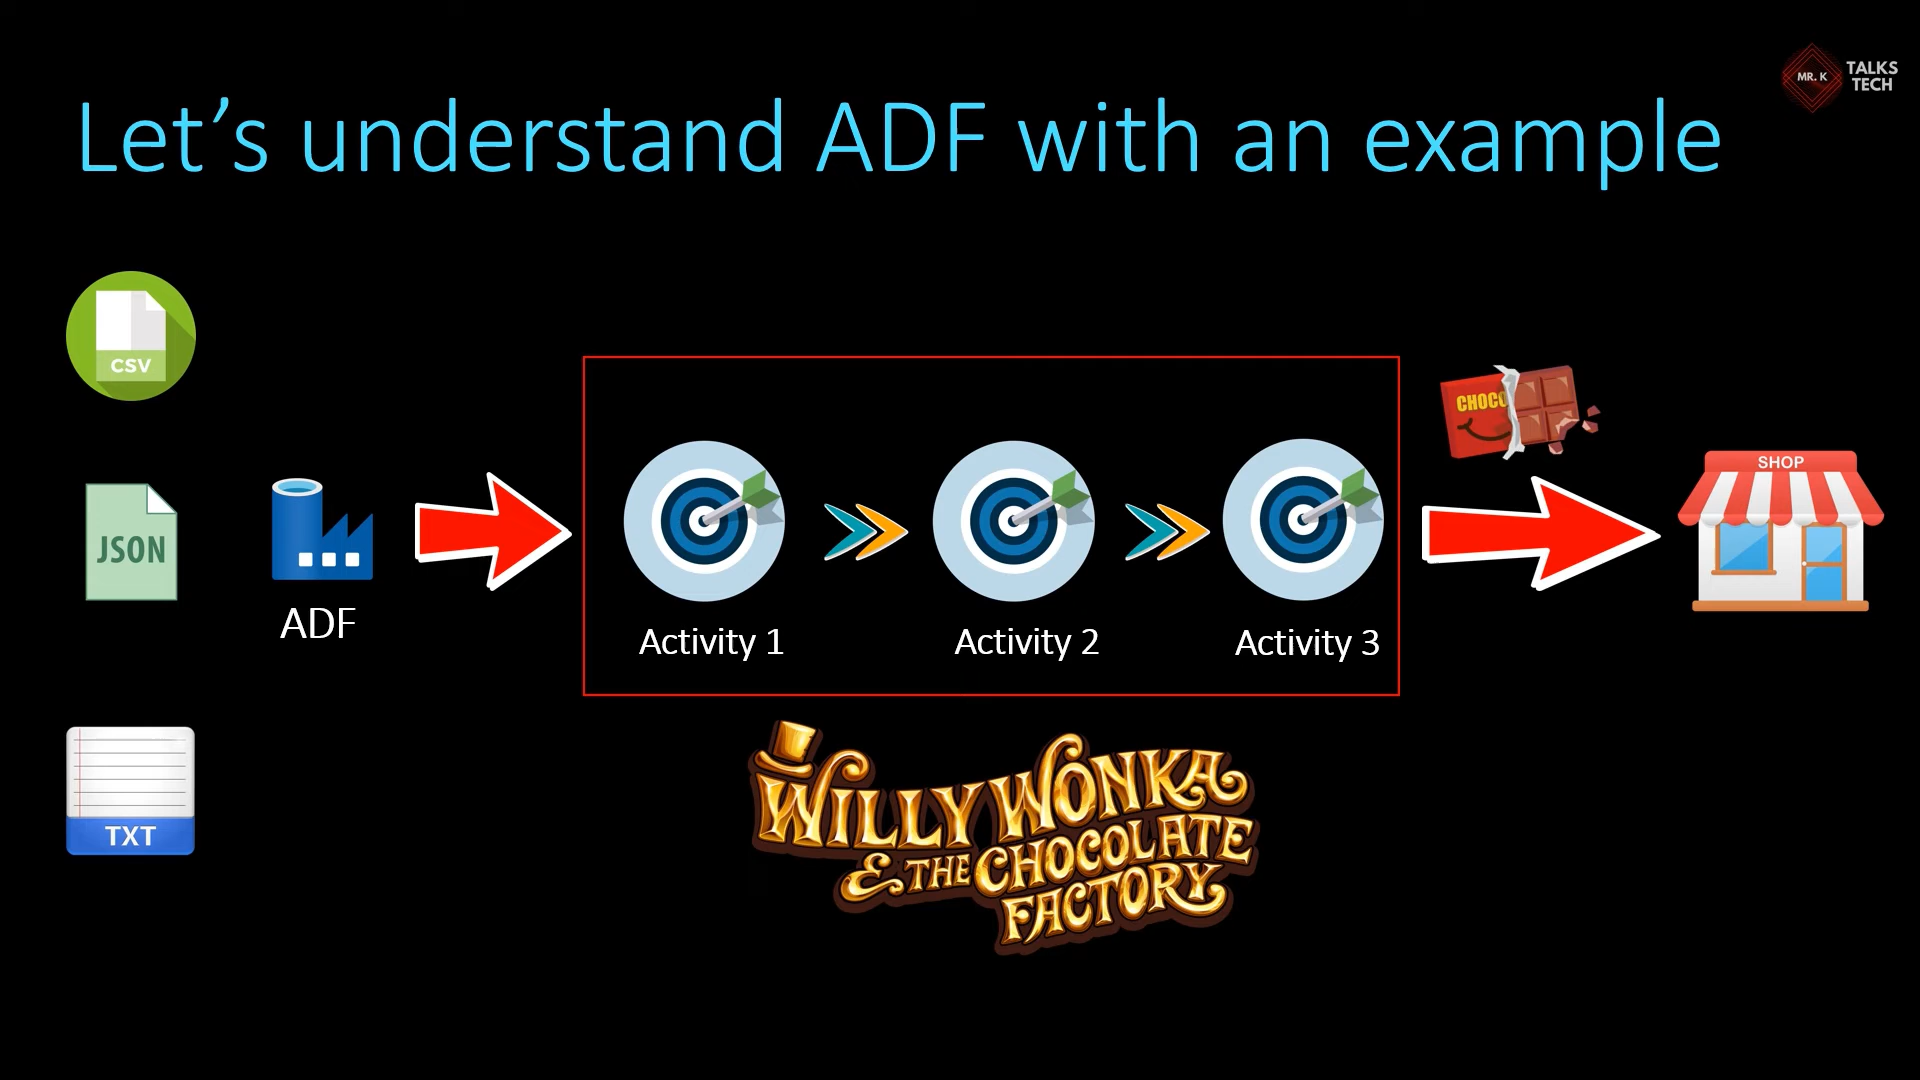 MR. K
TALKS
TECH
Let’s understand ADF with an example
CSV
JSON
TXT
ADF
Activity 1
Activity 2
Activity 3
CHOCO
SHOP
WILLY WONKA
& THE CHOCOLATE
FACTORY